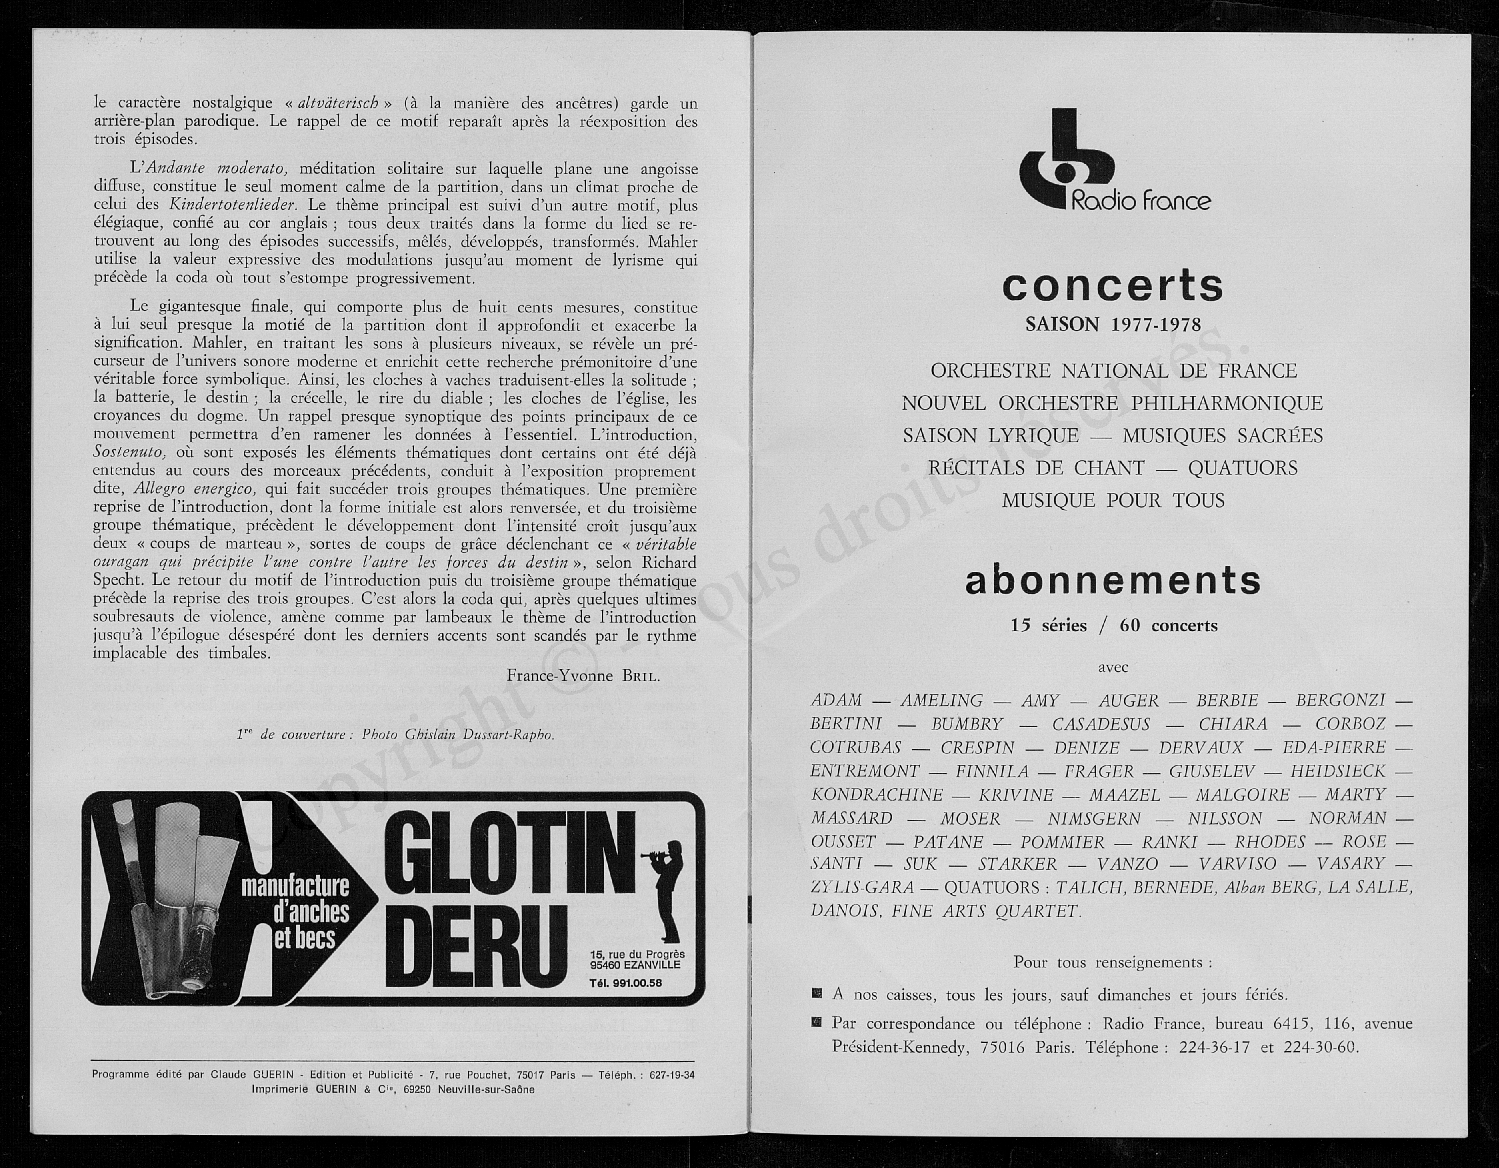 le caractère nostalgique « altväterisch » (à la manière des ancêtres) garde un
arrière-plan parodique. Le rappel de ce motif reparaît après la réexposition des
trois épisodes.
L'Andante moderato, méditation solitaire sur laquelle plane une angoisse
diffuse, constitue le seul moment calme de la partition, dans un climat proche de
celui des Kindertotenlieder. Le thème principal est suivi d'un autre motif, plus
élégiaque, confié au cor anglais ; tous deux traités dans la forme du lied se re-
trouvent au long des épisodes successifs, mêlés, développés, transformés. Mahler
utilise la valeur expressive des modulations jusqu'au moment de lyrisme qui
précède la coda où tout s'estompe progressivement.
Le gigantesque finale, qui comporte plus de huit cents mesures, constitue
à lui seul presque la motié de la partition dont il approfondit et exacerbe la
signification. Mahler, en traitant les sons à plusieurs niveaux, se révèle un pré-
curseur de l'univers sonore moderne et enrichit cette recherche prémonitoire d'une
véritable force symbolique. Ainsi, les cloches à vaches traduisent-elles la solitude ;
la batterie, le destin ; la crécelle, le rire du diable ; les cloches de l'église, les
croyances du dogme. Un rappel presque synoptique des points principaux de ce
mouvement permettra d'en ramener les données à l'essentiel. L'introduction,
Sostenuto, où sont exposés les éléments thématiques dont certains ont été déjà
entendus au cours des morceaux précédents, conduit à l'exposition proprement
dite, Allegro energico, qui fait succéder trois groupes thématiques. Une première
reprise de l'introduction, dont la forme initiale est alors renversée, et du troisième
groupe thématique, précèdent le développement dont l'intensité croît jusqu'aux
deux « coups de marteau », sortes de coups de grâce déclenchant ce « véritable
ouragan qui précipite l'une contre l'autre les forces du destin », selon Richard
Specht. Le retour du motif de l'introduction puis du troisième groupe thématique
précède la reprise des trois groupes. C'est alors la coda qui, après quelques ultimes
soubresauts de violence, amène comme par lambeaux le thème de l'introduction
jusqu'à l'épilogue désespéré dont les derniers accents sont scandés par le rythme
implacable des timbales.
France-Yvonne BRIL.
1re de couverture : Photo Ghislain Dussart-Rapho.
manufacture
d'anches
et becs
GLOTIN
DERU
15, rue du Progrès
95460 EZANVILLE
Tél. 991.00.58
Programme édité par Claude GUERIN - Edition et Publicité - 7, rue Pouchet, 75017 Paris — Téléph. : 627-19-34
Imprimerie GUERIN & Cie, 69250 Neuville-sur-Saône
Radio France
concerts
SAISON 1977-1978
ORCHESTRE NATIONAL DE FRANCE
NOUVEL ORCHESTRE PHILHARMONIQUE
SAISON LYRIQUE — MUSIQUES SACRÉES
RÉCITALS DE CHANT — QUATUORS
MUSIQUE POUR TOUS
abonnements
15 séries / 60 concerts
avec
ADAM — AMELING — AMY — AUGER — BERBIE — BERGONZI —
BERTINI — BUMBRY — CASADESUS — CHIARA — CORBOZ —
COTRUBAS — CRESPIN — DENIZE — DERVAUX — EDA-PIERRE —
ENTREMONT — FINNILA — FRAGER — GIUSELEV — HEIDSIECK —
KONDRACHINE — KRIVINE — MAAZEL — MALGOIRE — MARTY —
MASSARD — MOSER — NIMSGERN — NILSSON — NORMAN —
OUSSET — PATANE — POMMIER — RANKI — RHODES — ROSE —
SANTI — SUK — STARKER — VANZO — VARVISO — VASARY —
ZYLIS-GARA — QUATUORS : TALICH, BERNEDE, Alban BERG, LA SALLE,
DANOIS, FINE ARTS QUARTET.
Pour tous renseignements :
■ A nos caisses, tous les jours, sauf dimanches et jours fériés.
■ Par correspondance ou téléphone : Radio France, bureau 6415, 116, avenue
Président-Kennedy, 75016 Paris. Téléphone : 224-36-17 et 224-30-60.
Copyright © - Tous droits réservés.